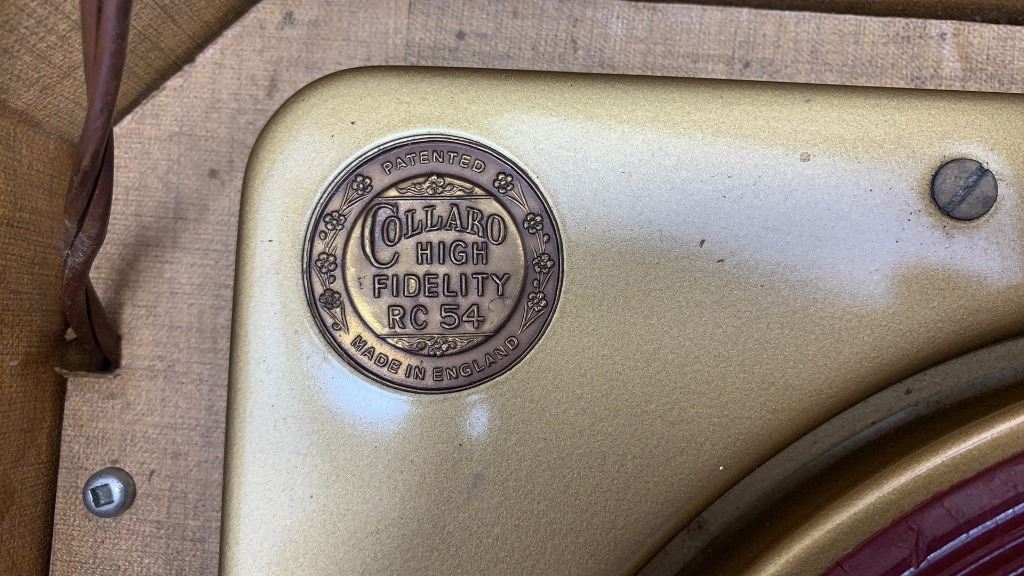 PATENTED
COLLARO
HIGH
FIDELITY
RC 54
MADE IN ENGLAND